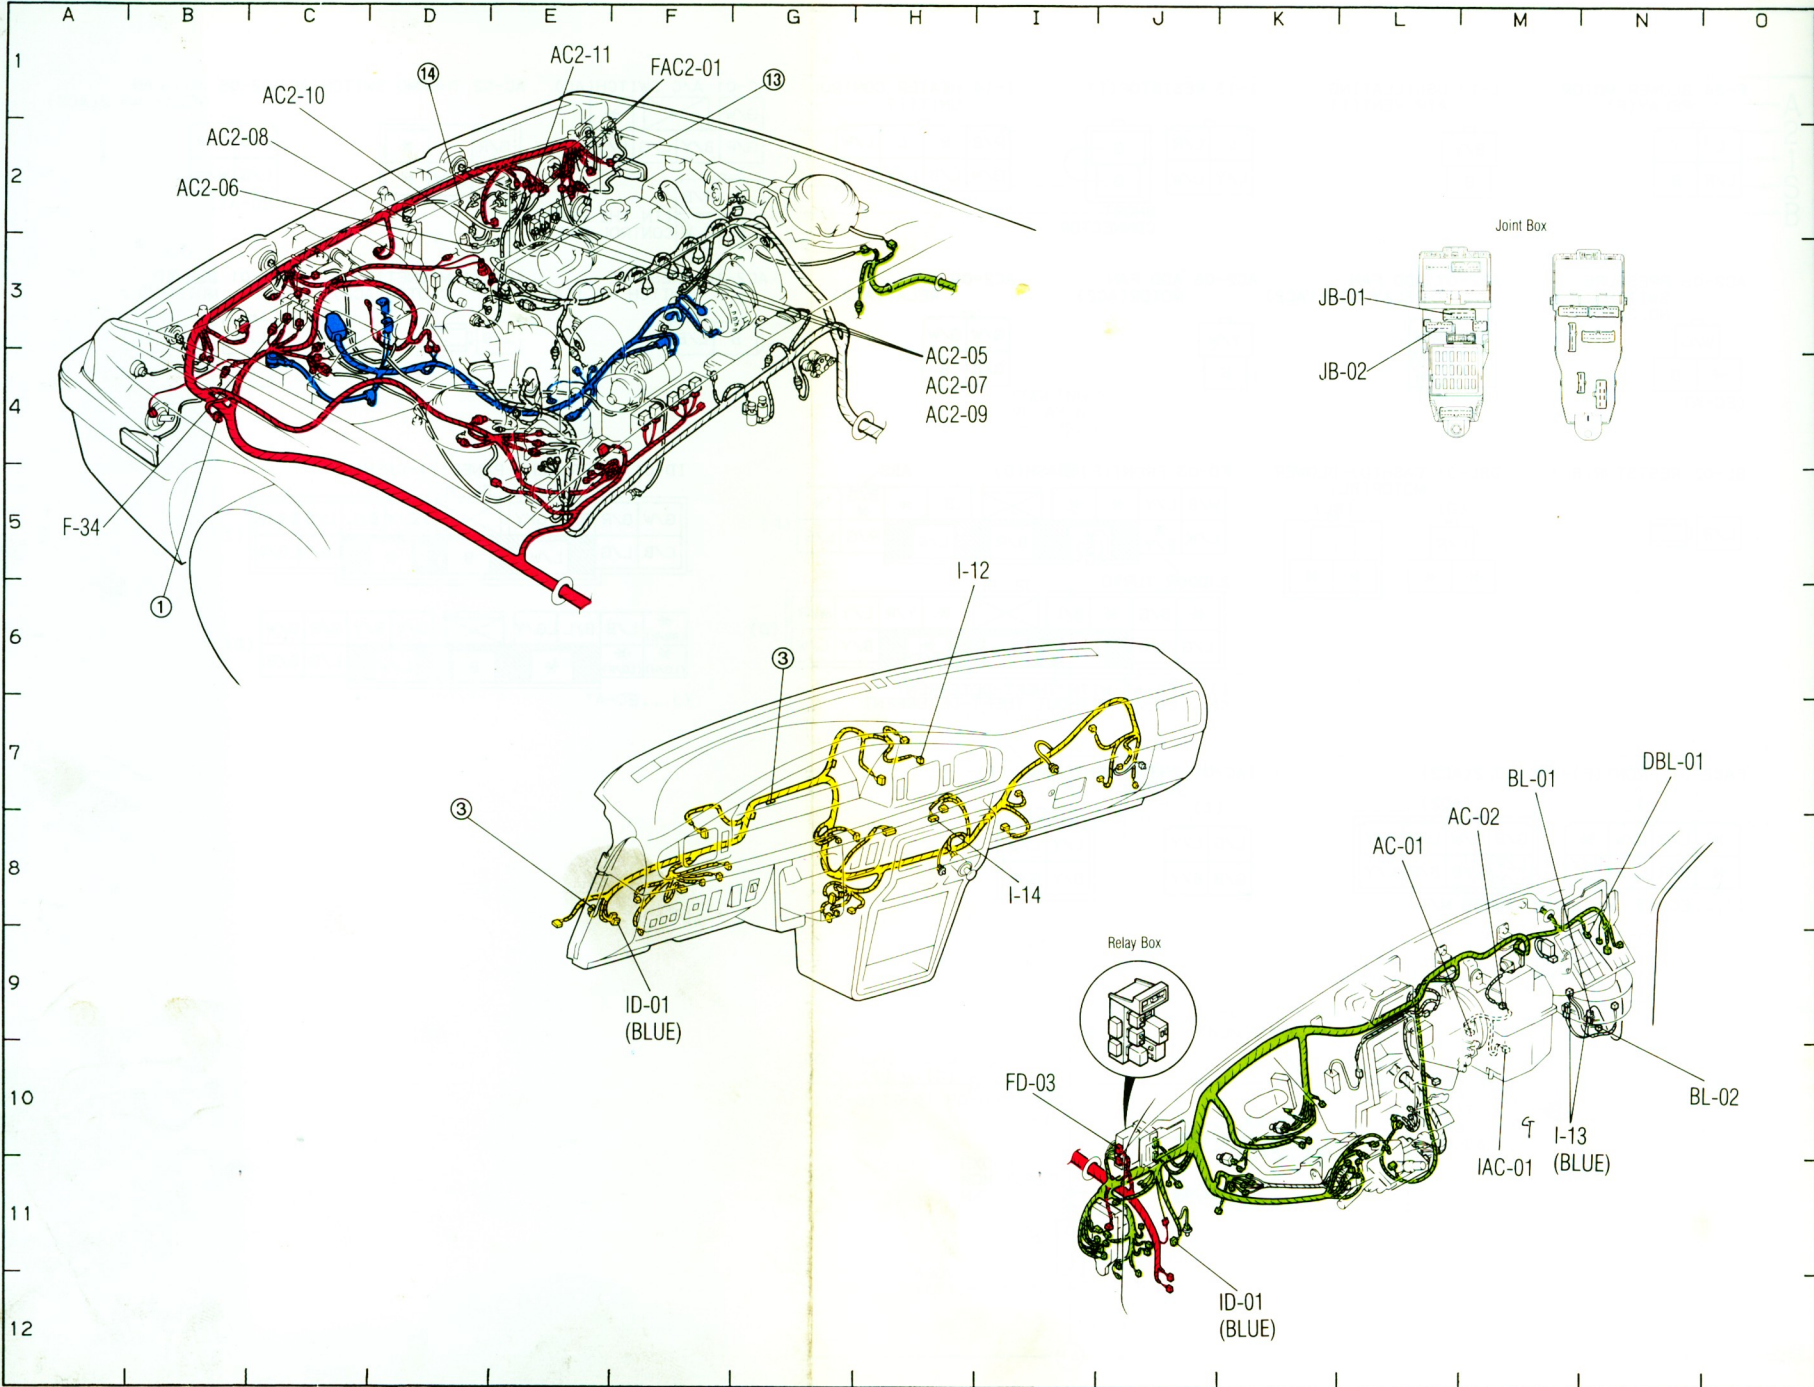 A B C D E F G H I J K L M N O
1
AC2-11
FAC2-01
⑭
⑬
AC2-10
AC2-08
2
AC2-06
Joint Box
3
JB-01
AC2-05
JB-02
AC2-07
4
AC2-09
5
F-34
I-12
①
6
③
7
DBL-01
BL-01
③
AC-02
AC-01
8
I-14
Relay Box
9
ID-01
(BLUE)
FD-03
10
BL-02
I-13
(BLUE)
IAC-01
11
ID-01
(BLUE)
12